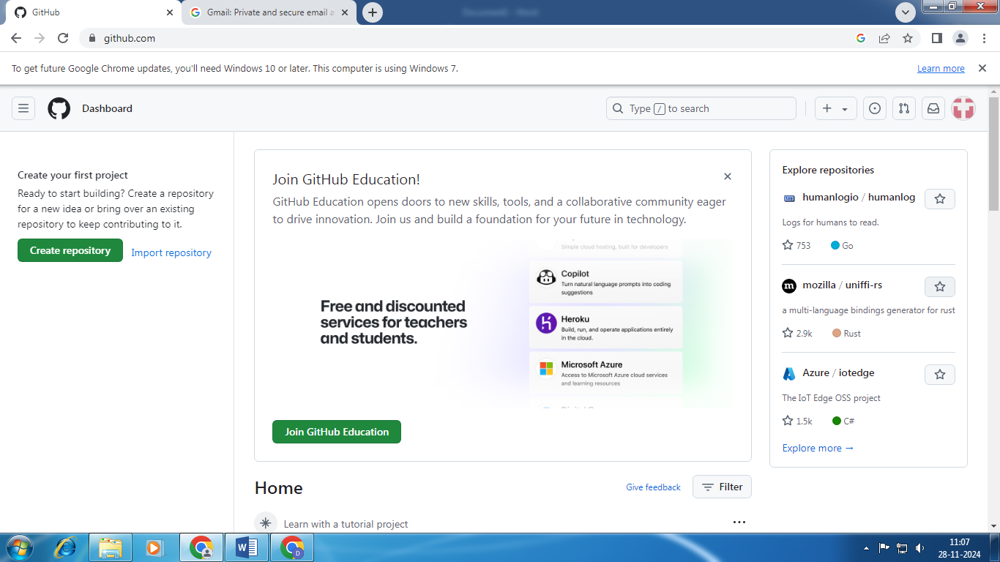 GitHub
Gmail: Private and secure email a
github.com
To get future Google Chrome updates, you'll need Windows 10 or later. This computer is using Windows 7.
Learn more
Dashboard
Type / to search
Create your first project
Ready to start building? Create a repository
for a new idea or bring over an existing
repository to keep contributing to it.
Create repository
Import repository
Join GitHub Education!
GitHub Education opens doors to new skills, tools, and a collaborative community eager
to drive innovation. Join us and build a foundation for your future in technology.
Free and discounted
services for teachers
and students.
Simple cloud hosting, built for developers
Copilot
Turn natural language prompts into coding
suggestions
Heroku
Build, run, and operate applications entirely
in the cloud.
Microsoft Azure
Access to Microsoft Azure cloud services
and learning resources
Join GitHub Education
Home
Give feedback
Filter
Learn with a tutorial project
Explore repositories
humanlogio / humanlog
Logs for humans to read.
753 Go
m
mozilla / uniffi-rs
a multi-language bindings generator for rust
2.9k Rust
Azure / iotedge
The IoT Edge OSS project
1.5k C#
Explore more →
W
D
11:07
28-11-2024